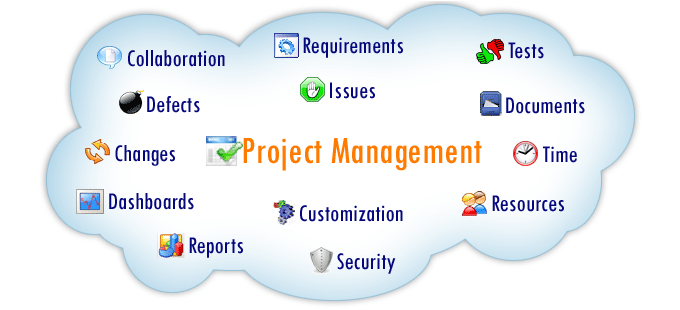 Collaboration
Requirements
Tests
Defects
Issues
Documents
Changes
Project Management
Time
Dashboards
Customization
Resources
Reports
Security